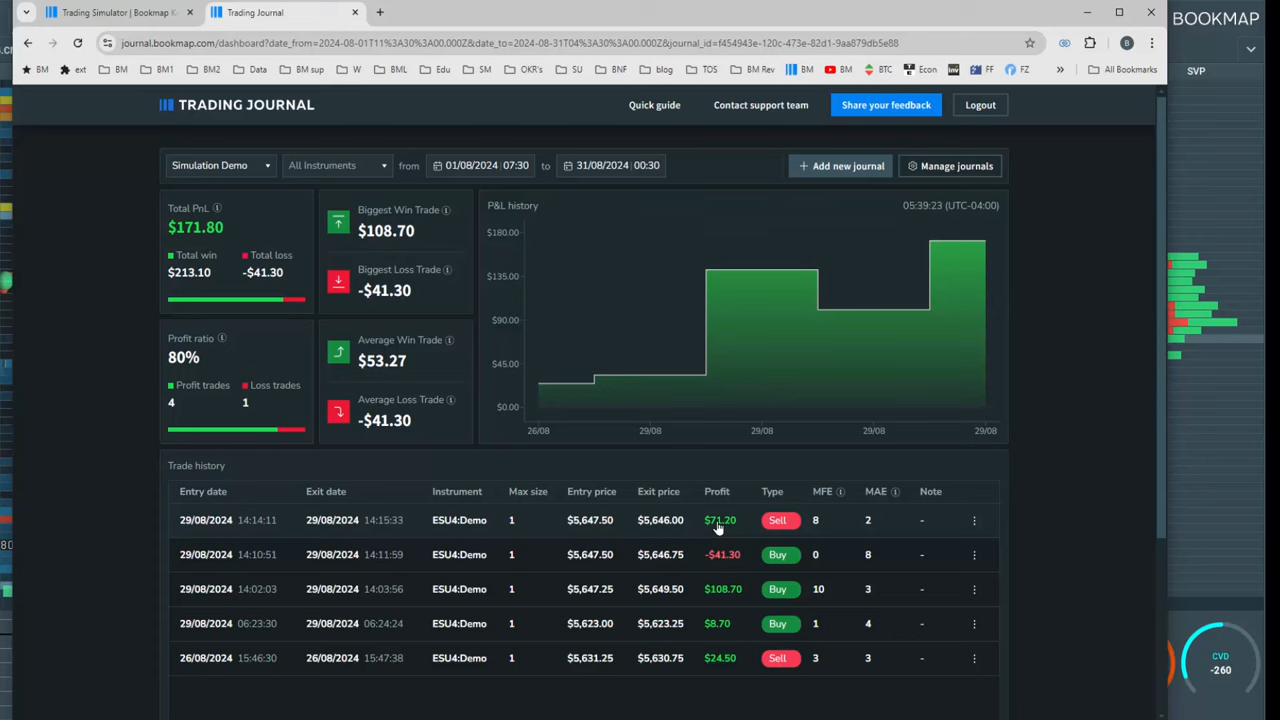 Trading Simulator | Bookmap K
Trading Journal
BOOKMAP
journal.bookmap.com/dashboard?date_from=2024-08-01T11%3A30%3A00.000Z&date_to=2024-08-31T04%3A30%3A00.000Z&journal_id=f454943e-120c-473e-82d1-9aa879db5e88
B
BM ext BM BM1 BM2 Data BM sup W BML Edu SM OKR's SU BNF blog TOS BM Rev BM BM BTC Econ inv FF FZ » All Bookmarks
SVP
TRADING JOURNAL
Quick guide
Contact support team
Share your feedback
Logout
Simulation Demo
All Instruments
from
01/08/2024 07:30
to
31/08/2024 00:30
+ Add new journal
Manage journals
Total PnL
$171.80
Total win Total loss
$213.10 -$41.30
Biggest Win Trade
$108.70
Biggest Loss Trade
-$41.30
Profit ratio
80%
Profit trades Loss trades
4 1
Average Win Trade
$53.27
Average Loss Trade
-$41.30
P&L history
05:39:23 (UTC-04:00)
$180.00
$135.00
$90.00
$45.00
$0.00
26/08 29/08 29/08 29/08 29/08
Trade history
Entry date Exit date Instrument Max size Entry price Exit price Profit Type MFE MAE Note
29/08/2024 14:14:11 29/08/2024 14:15:33 ESU4:Demo 1 $5,647.50 $5,646.00 $71.20 Sell 8 2 -
29/08/2024 14:10:51 29/08/2024 14:11:59 ESU4:Demo 1 $5,647.50 $5,646.75 -$41.30 Buy 0 8 -
29/08/2024 14:02:03 29/08/2024 14:03:56 ESU4:Demo 1 $5,647.25 $5,649.50 $108.70 Buy 10 3 -
29/08/2024 06:23:30 29/08/2024 06:24:24 ESU4:Demo 1 $5,623.00 $5,623.25 $8.70 Buy 1 4 -
26/08/2024 15:46:30 26/08/2024 15:47:38 ESU4:Demo 1 $5,631.25 $5,630.75 $24.50 Sell 3 3 -
CVD
-260